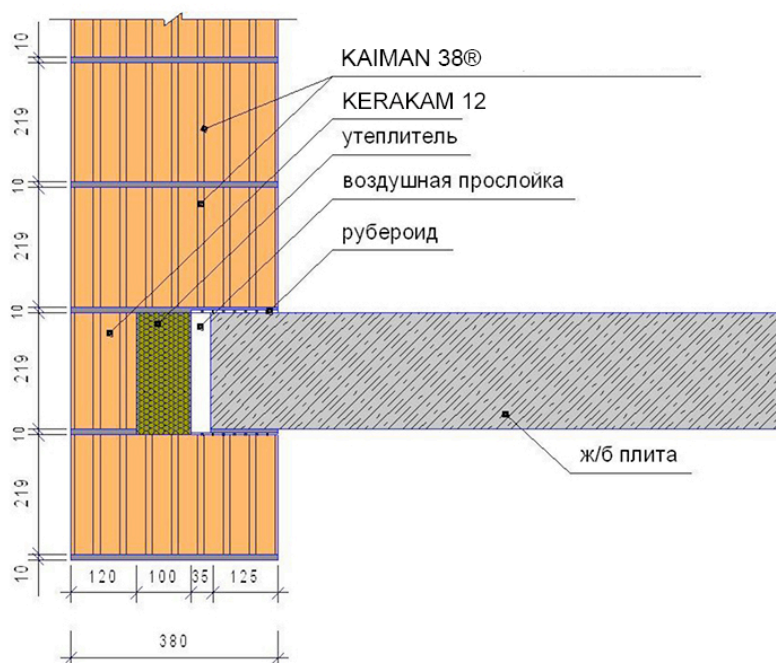 KAIMAN 38®
KERAKAM 12
утеплитель
воздушная прослойка
рубероид
ж/б плита
10
219
10
219
10
219
10
219
10
120 100 35 125
380